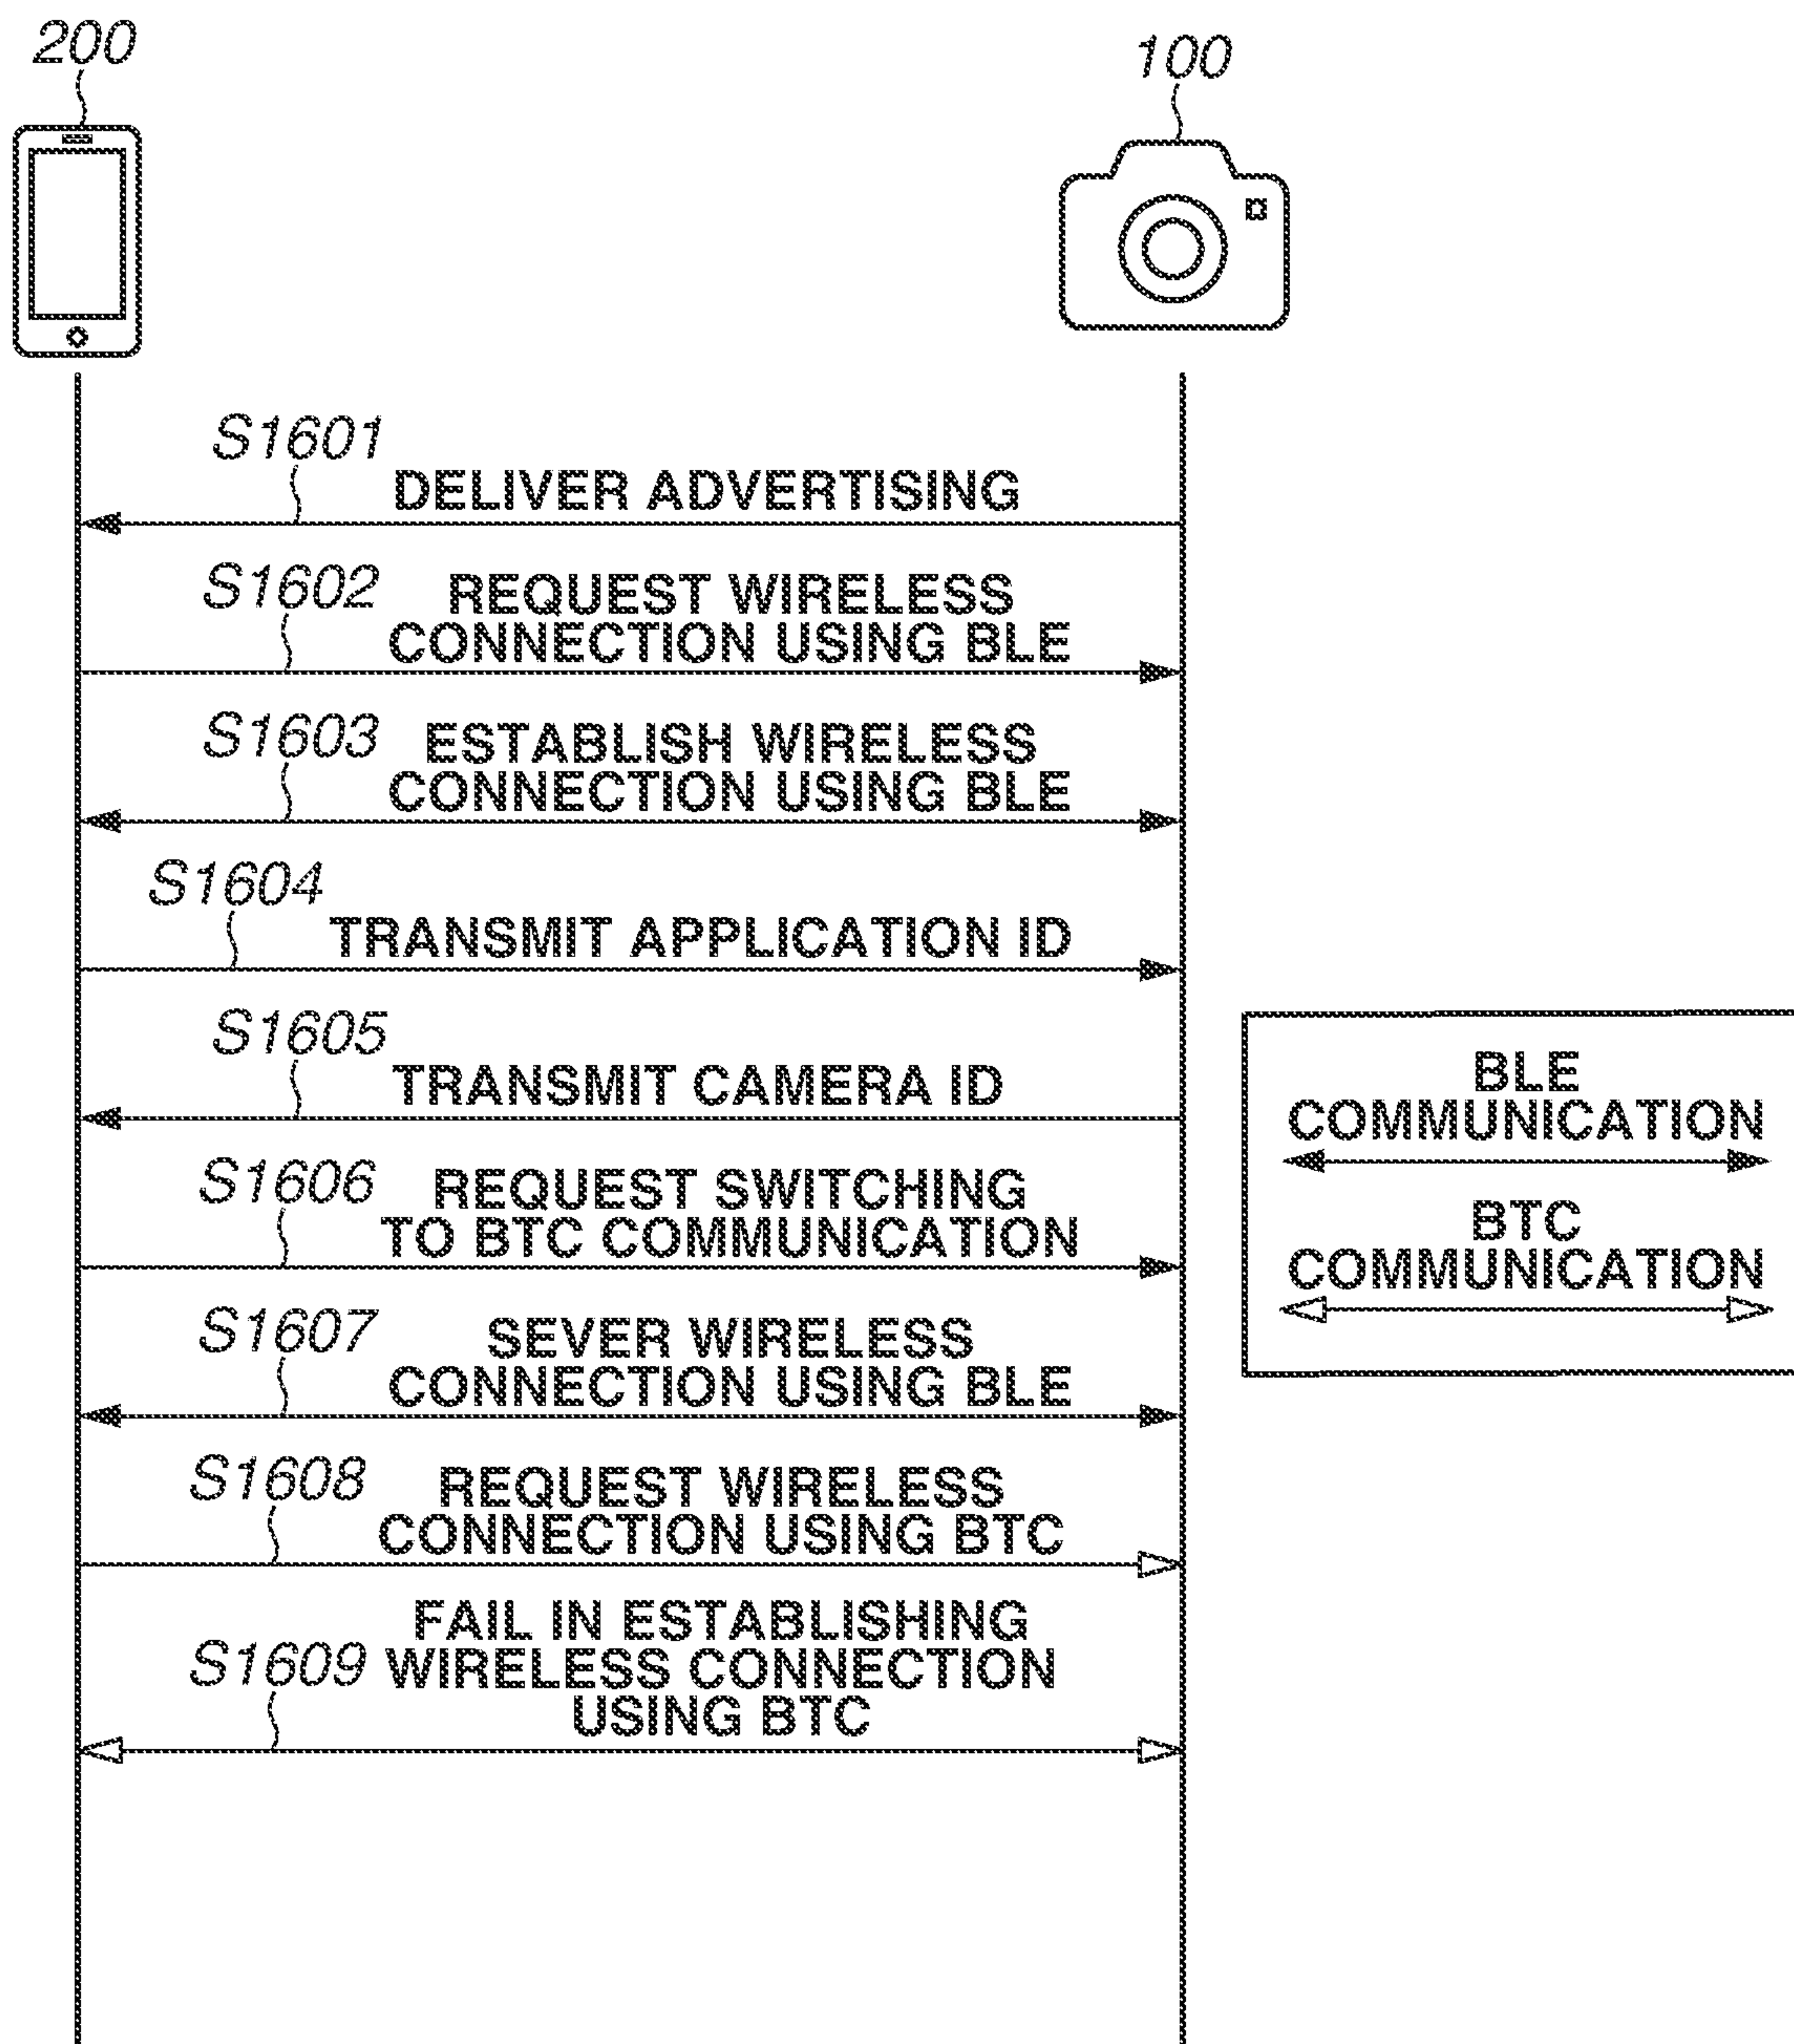 200
100
S1601
DELIVER ADVERTISING
S1602
REQUEST WIRELESS
CONNECTION USING BLE
S1603
ESTABLISH WIRELESS
CONNECTION USING BLE
S1604
TRANSMIT APPLICATION ID
S1605
TRANSMIT CAMERA ID
S1606
REQUEST SWITCHING
TO BTC COMMUNICATION
S1607
SEVER WIRELESS
CONNECTION USING BLE
S1608
REQUEST WIRELESS
CONNECTION USING BTC
S1609
FAIL IN ESTABLISHING
WIRELESS CONNECTION
USING BTC
BLE
COMMUNICATION
BTC
COMMUNICATION